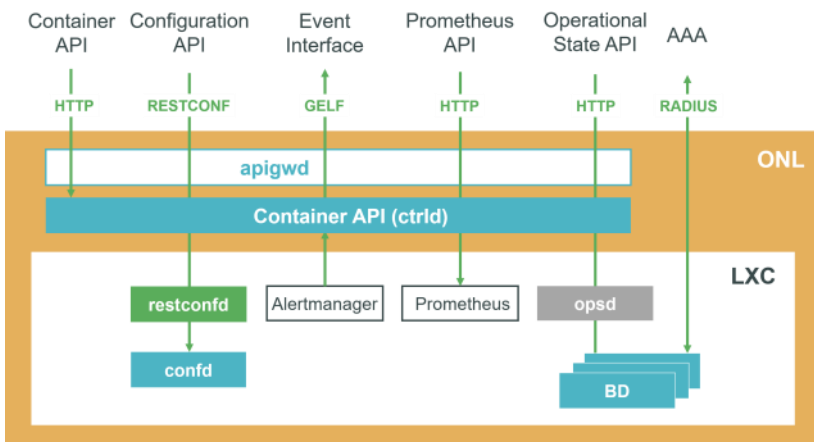 Container
API
Configuration
API
Event
Interface
Prometheus
API
Operational
State API
AAA
HTTP
RESTCONF
GELF
HTTP
HTTP
RADIUS
ONL
apigwd
Container API (ctrld)
LXC
restconfd
Alertmanager
Prometheus
opsd
confd
BD